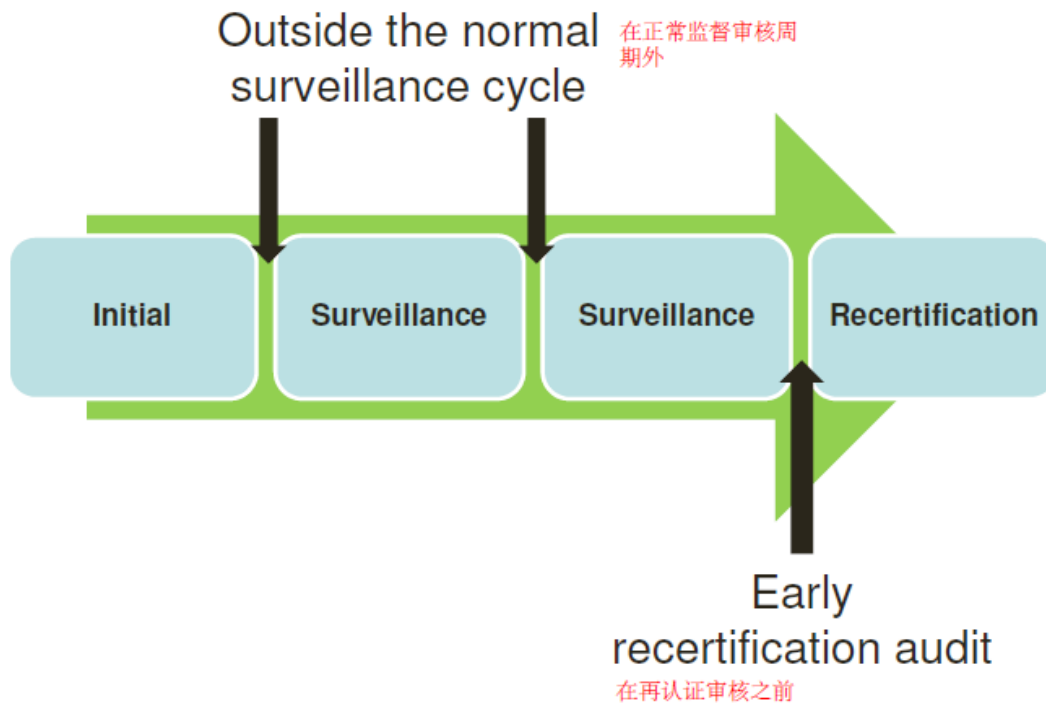 Outside the normal
surveillance cycle
在正常监督审核周
期外
Initial
Surveillance
Surveillance
Recertification
Early
recertification audit
在再认证审核之前